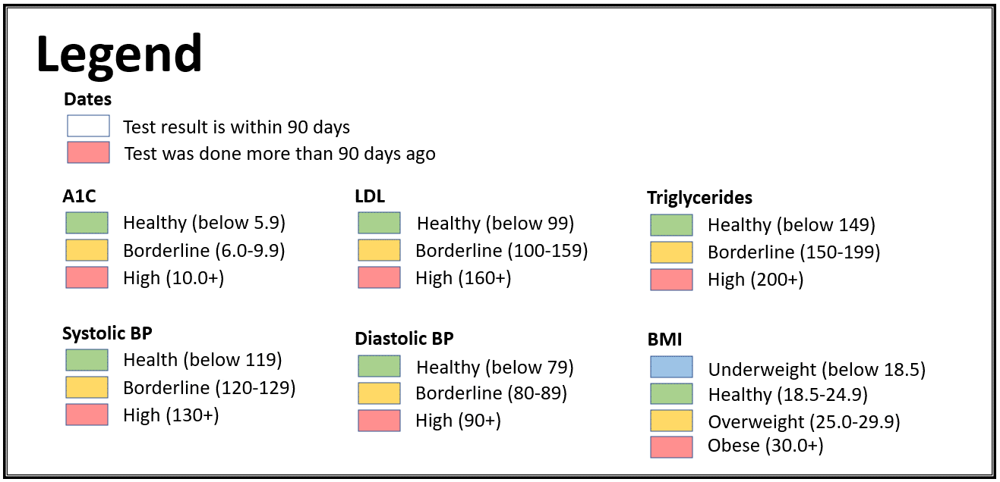 Legend
Dates
Test result is within 90 days
Test was done more than 90 days ago
A1C
Healthy (below 5.9)
Borderline (6.0-9.9)
High (10.0+)
LDL
Healthy (below 99)
Borderline (100-159)
High (160+)
Triglycerides
Healthy (below 149)
Borderline (150-199)
High (200+)
Systolic BP
Health (below 119)
Borderline (120-129)
High (130+)
Diastolic BP
Healthy (below 79)
Borderline (80-89)
High (90+)
BMI
Underweight (below 18.5)
Healthy (18.5-24.9)
Overweight (25.0-29.9)
Obese (30.0+)